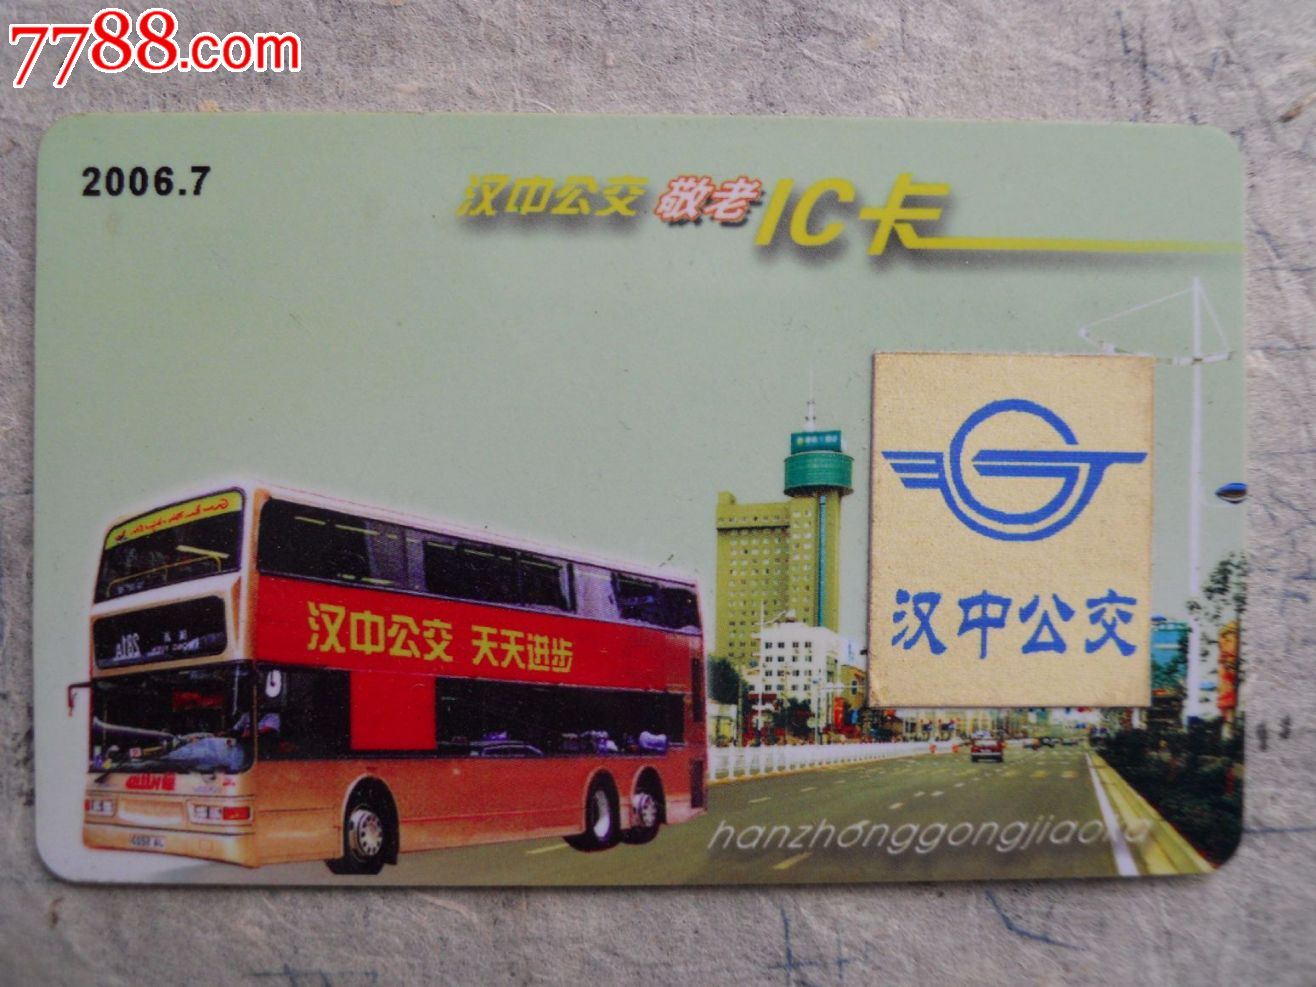 7788.com
2006.7
汉中公交 敬老 IC卡
汉中公交 天天进步
汉中公交
hanzhonggongjiaoka